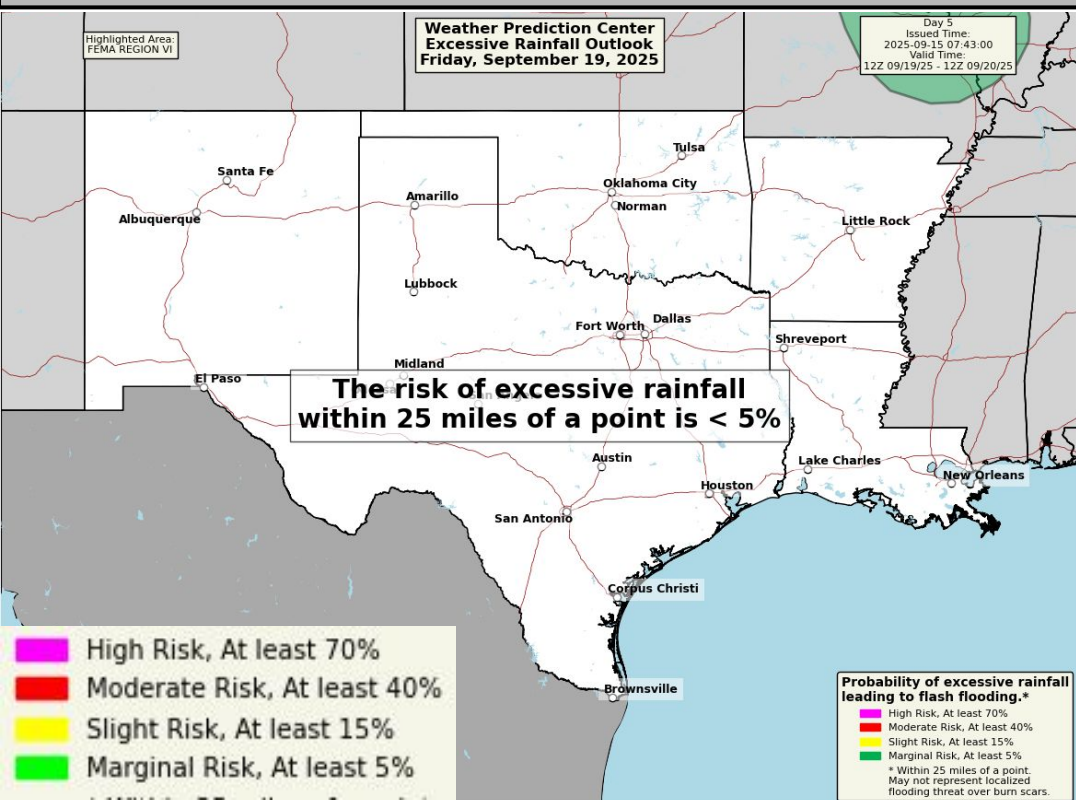 Highlighted Area:
FEMA REGION VI
Weather Prediction Center
Excessive Rainfall Outlook
Friday, September 19, 2025
Day 5
Issued Time:
2025-09-15 07:43:00
Valid Time:
12Z 09/19/25 - 12Z 09/20/25
Santa Fe
Albuquerque
Amarillo
Tulsa
Oklahoma City
Norman
Little Rock
Lubbock
Fort Worth
Dallas
Shreveport
Midland
El Paso
The risk of excessive rainfall
within 25 miles of a point is < 5%
Austin
Lake Charles
Houston
New Orleans
San Antonio
Corpus Christi
Brownsville
High Risk, At least 70%
Moderate Risk, At least 40%
Slight Risk, At least 15%
Marginal Risk, At least 5%
Probability of excessive rainfall
leading to flash flooding.*
High Risk, At least 70%
Moderate Risk, At least 40%
Slight Risk, At least 15%
Marginal Risk, At least 5%
* Within 25 miles of a point.
May not represent localized
flooding threat over burn scars.